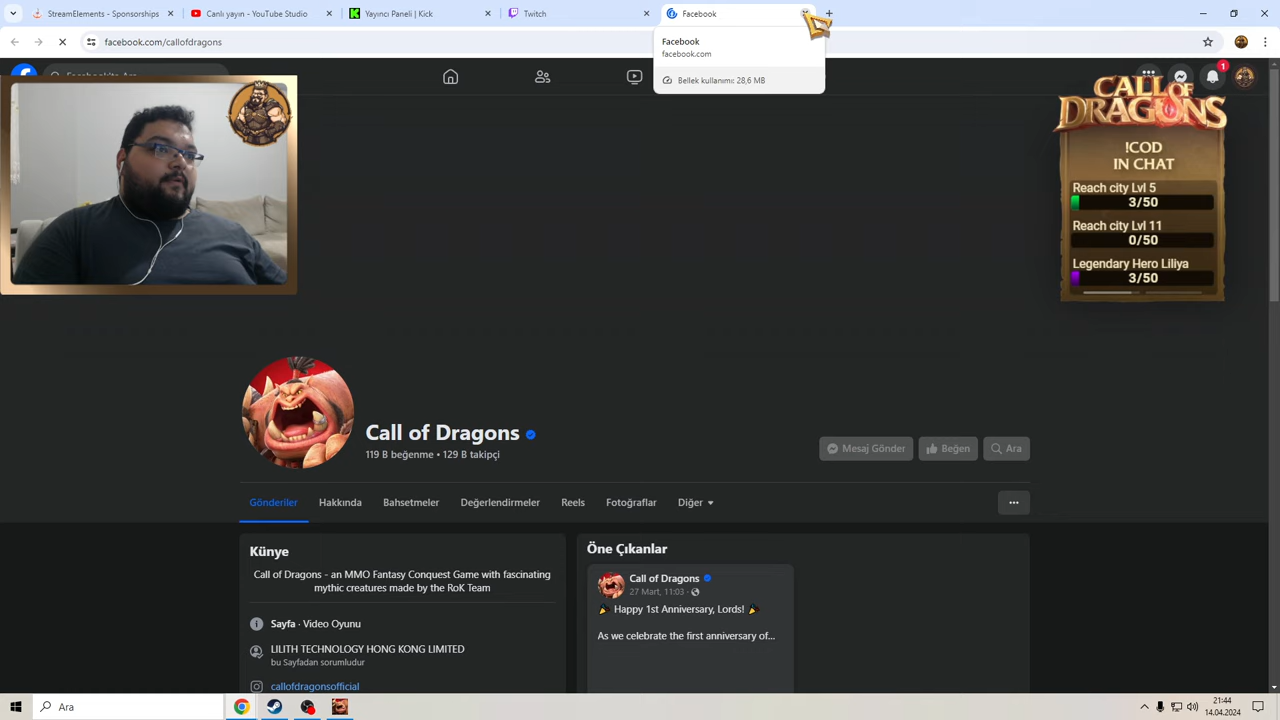 StreamElements - Sponsorships
Canlı yayın - YouTube Studio
Yayıncı Paneli | Kick
Twitch
Facebook
facebook.com/callofdragons
Facebook
facebook.com
Bellek kullanımı: 28,6 MB
1
CALL OF
DRAGONS
!COD
IN CHAT
Reach city Lvl 5
3/50
Reach city Lvl 11
0/50
Legendary Hero Liliya
3/50
Call of Dragons
119 B beğenme • 129 B takipçi
Mesaj Gönder
Beğen
Ara
Gönderiler
Hakkında
Bahsetmeler
Değerlendirmeler
Reels
Fotoğraflar
Diğer
Künye
Call of Dragons - an MMO Fantasy Conquest Game with fascinating
mythic creatures made by the RoK Team
Sayfa · Video Oyunu
LILITH TECHNOLOGY HONG KONG LIMITED
bu Sayfadan sorumludur
callofdragonsofficial
Öne Çıkanlar
Call of Dragons
27 Mart, 11:03 ·
Happy 1st Anniversary, Lords!
As we celebrate the first anniversary of...
Ara
21:44
14.04.2024